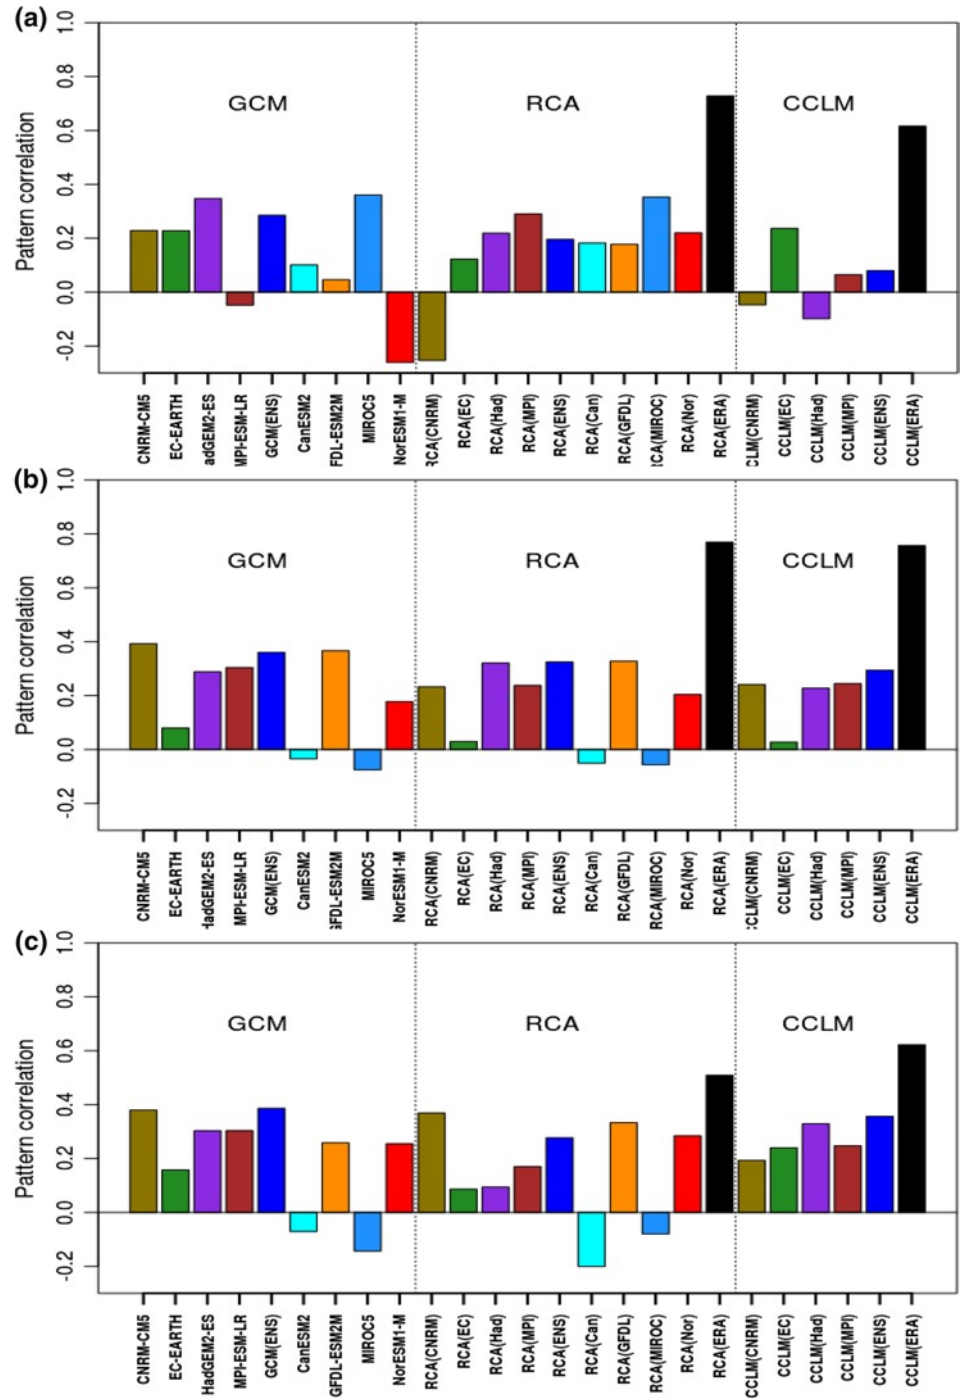 (a)
Pattern correlation
1.0
0.8
0.6
0.4
0.2
0.0
-0.2
GCM
RCA
CCLM
CNRM-CM5
EC-EARTH
adGEM2-ES
MPI-ESM-LR
GCM(ENS)
CanESM2
FDL-ESM2M
MIROC5
NorESM1-M
RCA(CNRM)
RCA(EC)
RCA(Had)
RCA(MPI)
RCA(ENS)
RCA(Can)
RCA(GFDL)
RCA(MIROC)
RCA(Nor)
RCA(ERA)
CLM(CNRM)
CCLM(EC)
CCLM(Had)
CCLM(MPI)
CCLM(ENS)
CCLM(ERA)
(b)
Pattern correlation
1.0
0.8
0.6
0.4
0.2
0.0
-0.2
GCM
RCA
CCLM
CNRM-CM5
EC-EARTH
HadGEM2-ES
MPI-ESM-LR
GCM(ENS)
CanESM2
GFDL-ESM2M
MIROC5
NorESM1-M
RCA(CNRM)
RCA(EC)
RCA(Had)
RCA(MPI)
RCA(ENS)
RCA(Can)
RCA(GFDL)
RCA(MIROC)
RCA(Nor)
RCA(ERA)
CCLM(CNRM)
CCLM(EC)
CCLM(Had)
CCLM(MPI)
CCLM(ENS)
CCLM(ERA)
(c)
Pattern correlation
1.0
0.8
0.6
0.4
0.2
0.0
-0.2
GCM
RCA
CCLM
CNRM-CM5
EC-EARTH
HadGEM2-ES
MPI-ESM-LR
GCM(ENS)
CanESM2
GFDL-ESM2M
MIROC5
NorESM1-M
RCA(CNRM)
RCA(EC)
RCA(Had)
RCA(MPI)
RCA(ENS)
RCA(Can)
RCA(GFDL)
RCA(MIROC)
RCA(Nor)
RCA(ERA)
CCLM(CNRM)
CCLM(EC)
CCLM(Had)
CCLM(MPI)
CCLM(ENS)
CCLM(ERA)